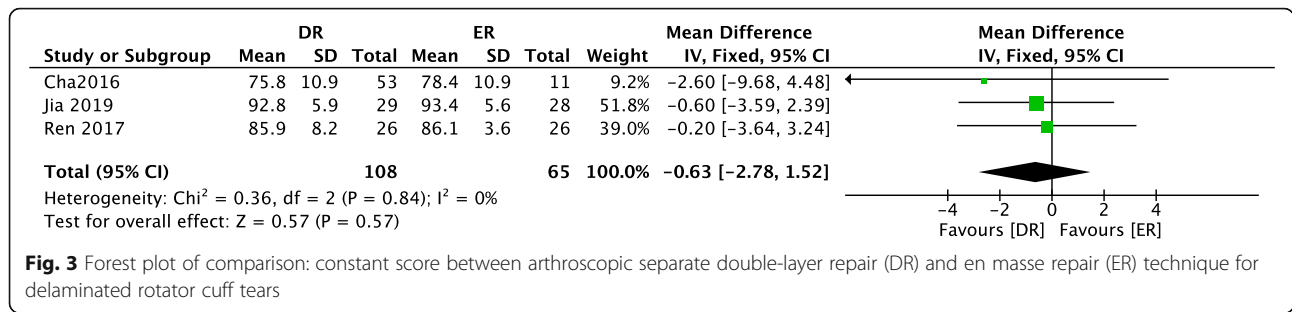 DR ER Mean Difference Mean Difference
Study or Subgroup Mean SD Total Mean SD Total Weight IV, Fixed, 95% CI IV, Fixed, 95% CI
Cha2016 75.8 10.9 53 78.4 10.9 11 9.2% -2.60 [-9.68, 4.48]
Jia 2019 92.8 5.9 29 93.4 5.6 28 51.8% -0.60 [-3.59, 2.39]
Ren 2017 85.9 8.2 26 86.1 3.6 26 39.0% -0.20 [-3.64, 3.24]
Total (95% CI) 108 65 100.0% -0.63 [-2.78, 1.52]
Heterogeneity: Chi² = 0.36, df = 2 (P = 0.84); I² = 0%
Test for overall effect: Z = 0.57 (P = 0.57)
-4 -2 0 2 4
Favours [DR] Favours [ER]
Fig. 3 Forest plot of comparison: constant score between arthroscopic separate double-layer repair (DR) and en masse repair (ER) technique for
delaminated rotator cuff tears